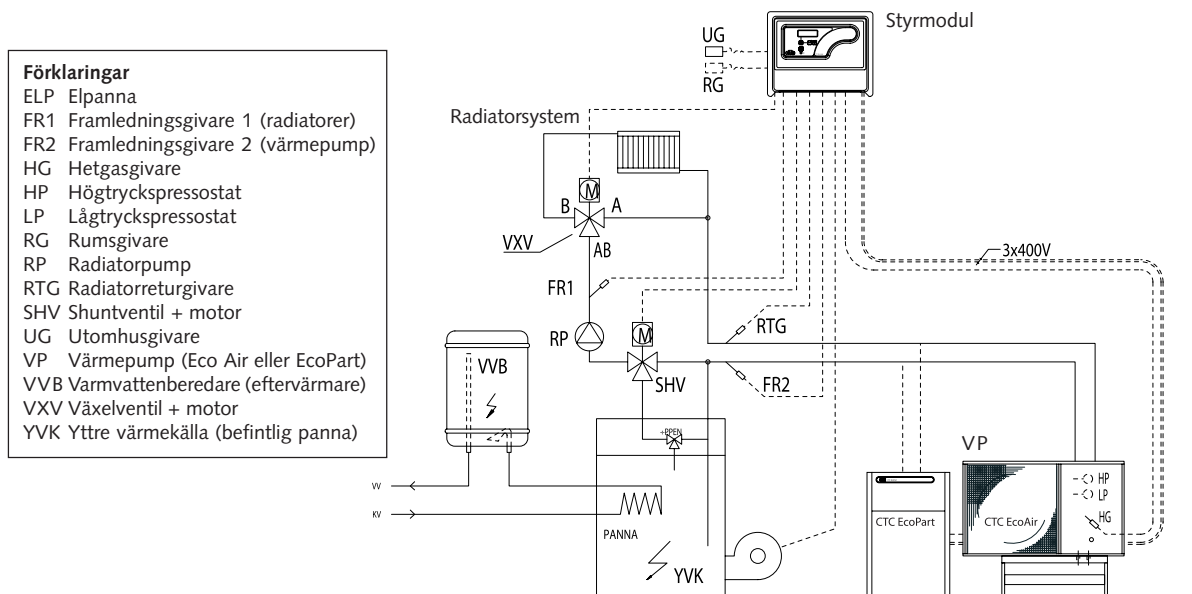 Styrmodul
UG
RG
Förklaringar
ELP Elpanna
FR1 Framledningsgivare 1 (radiatorer)
FR2 Framledningsgivare 2 (värmepump)
HG Hetgasgivare
HP Högtryckspressostat
LP Lågtryckspressostat
RG Rumsgivare
RP Radiatorpump
RTG Radiatorreturgivare
SHV Shuntventil + motor
UG Utomhusgivare
VP Värmepump (Eco Air eller EcoPart)
VVB Varmvattenberedare (eftervärmare)
VXV Växelventil + motor
YVK Yttre värmekälla (befintlig panna)
Radiatorsystem
M
B A
VXV
AB
3x400V
FR1
RTG
RP
M
VVB
SHV
FR2
VP
VV
KV
PANNA
YVK
CTC EcoPart
CTC EcoAir
HP
LP
HG